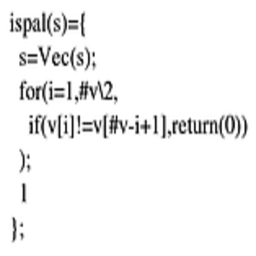 ispal(s)={
s=Vec(s);
for(i=1,#v\2,
if(v[i]!=v[#v-i+1],return(0))
);
1
};